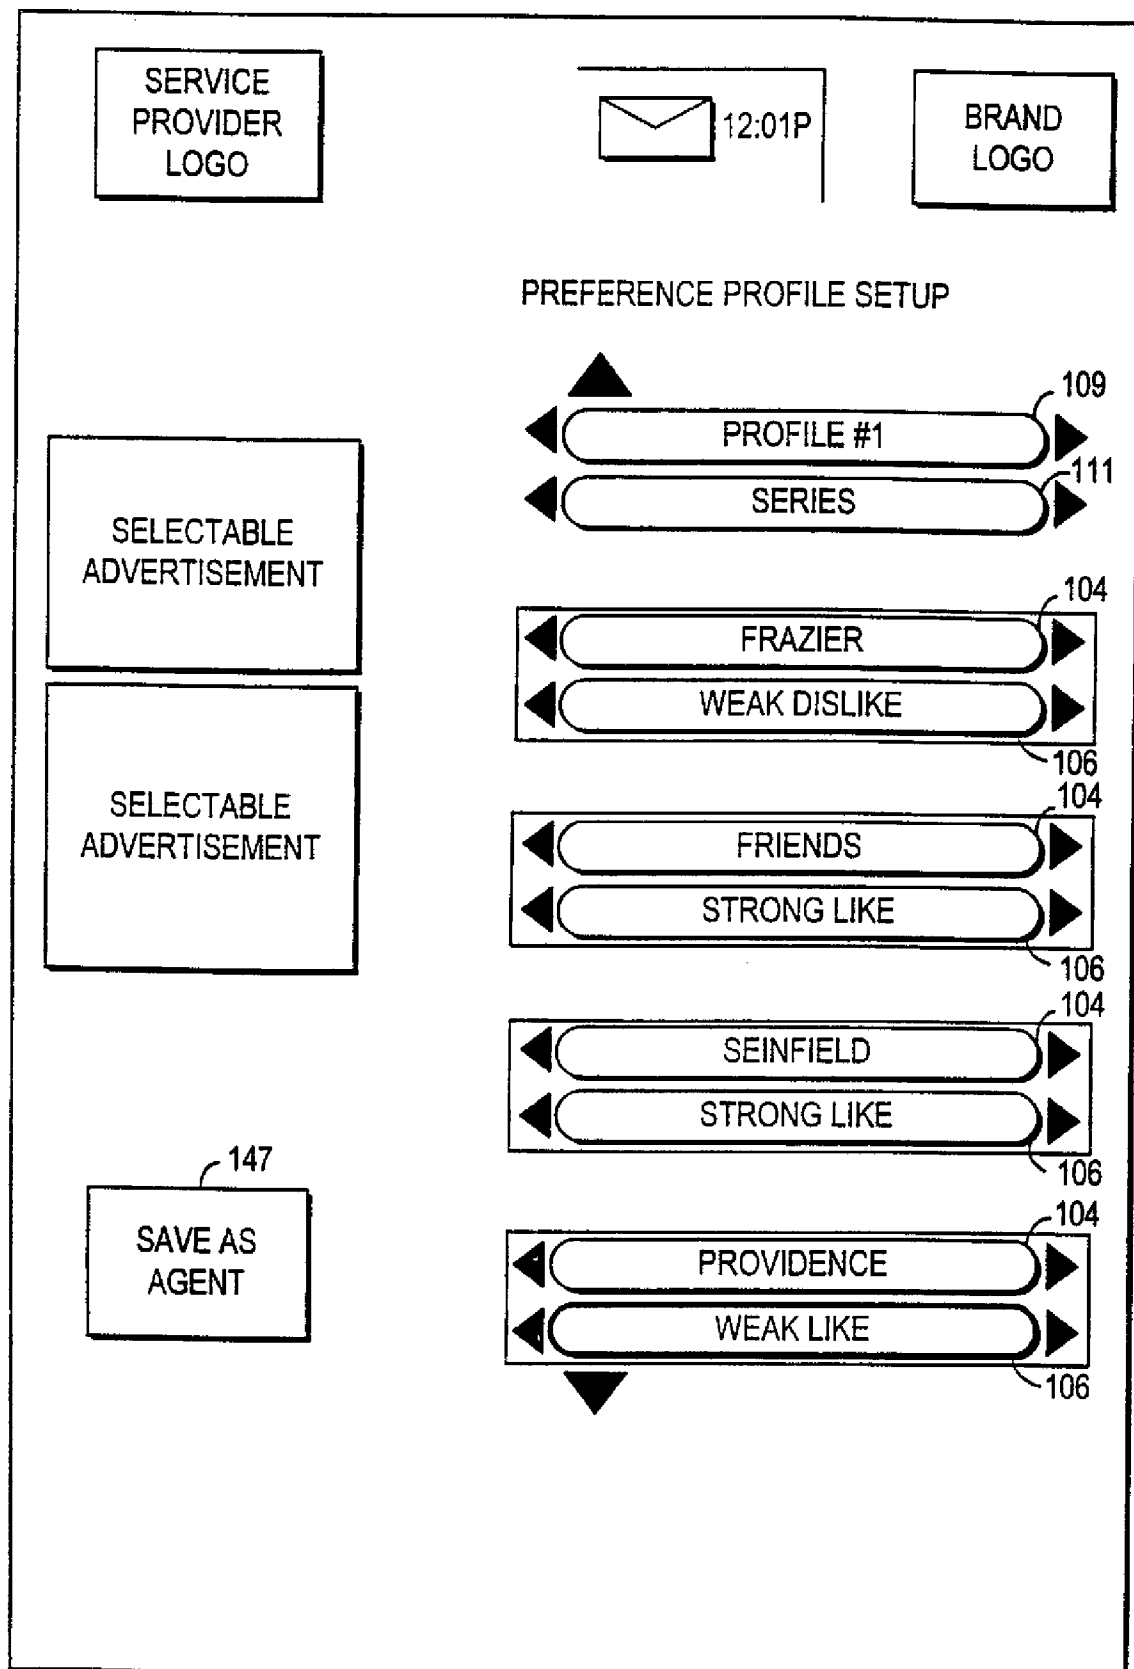 SERVICE
PROVIDER
LOGO
12:01P
BRAND
LOGO
PREFERENCE PROFILE SETUP
109
PROFILE #1
111
SERIES
SELECTABLE
ADVERTISEMENT
104
FRAZIER
WEAK DISLIKE
106
SELECTABLE
ADVERTISEMENT
104
FRIENDS
STRONG LIKE
106
104
SEINFIELD
STRONG LIKE
106
147
SAVE AS
AGENT
104
PROVIDENCE
WEAK LIKE
106